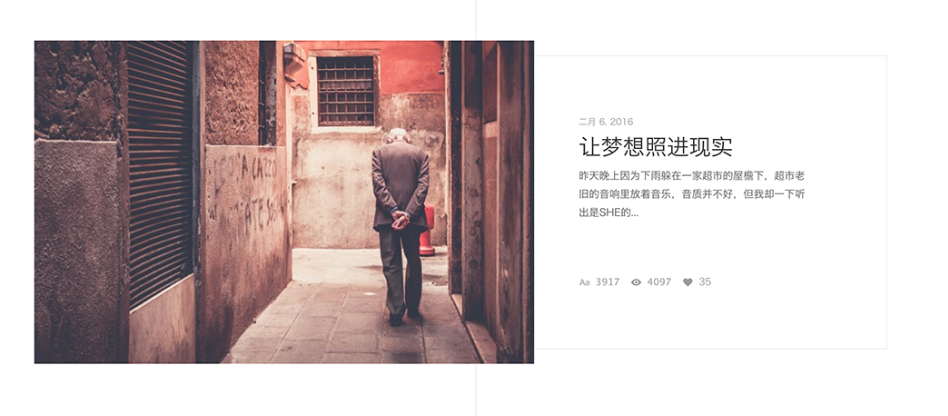 二月 6, 2016
让梦想照进现实
昨天晚上因为下雨躲在一家超市的屋檐下，超市老
旧的音响里放着音乐，音质并不好，但我却一下听
出是SHE的...
Aa 3917 4097 35